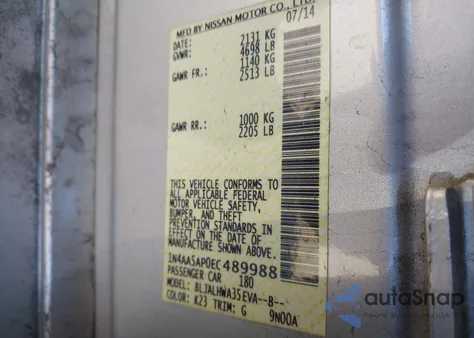 MFD BY NISSAN MOTOR CO., LTD.
DATE: 07/14
GVWR: 2131 KG
4698 LB
GAWR FR.: 1140 KG
2513 LB
GAWR RR.: 1000 KG
2205 LB
THIS VEHICLE CONFORMS TO
ALL APPLICABLE FEDERAL
MOTOR VEHICLE SAFETY,
BUMPER, AND THEFT
PREVENTION STANDARDS IN
EFFECT ON THE DATE OF
MANUFACTURE SHOWN ABOVE.
1N4AA5AP0EC489988
PASSENGER CAR 180
MODEL: BLJALHWA35EVA--B--
COLOR: K23 TRIM: G 9N00A
autoSnap